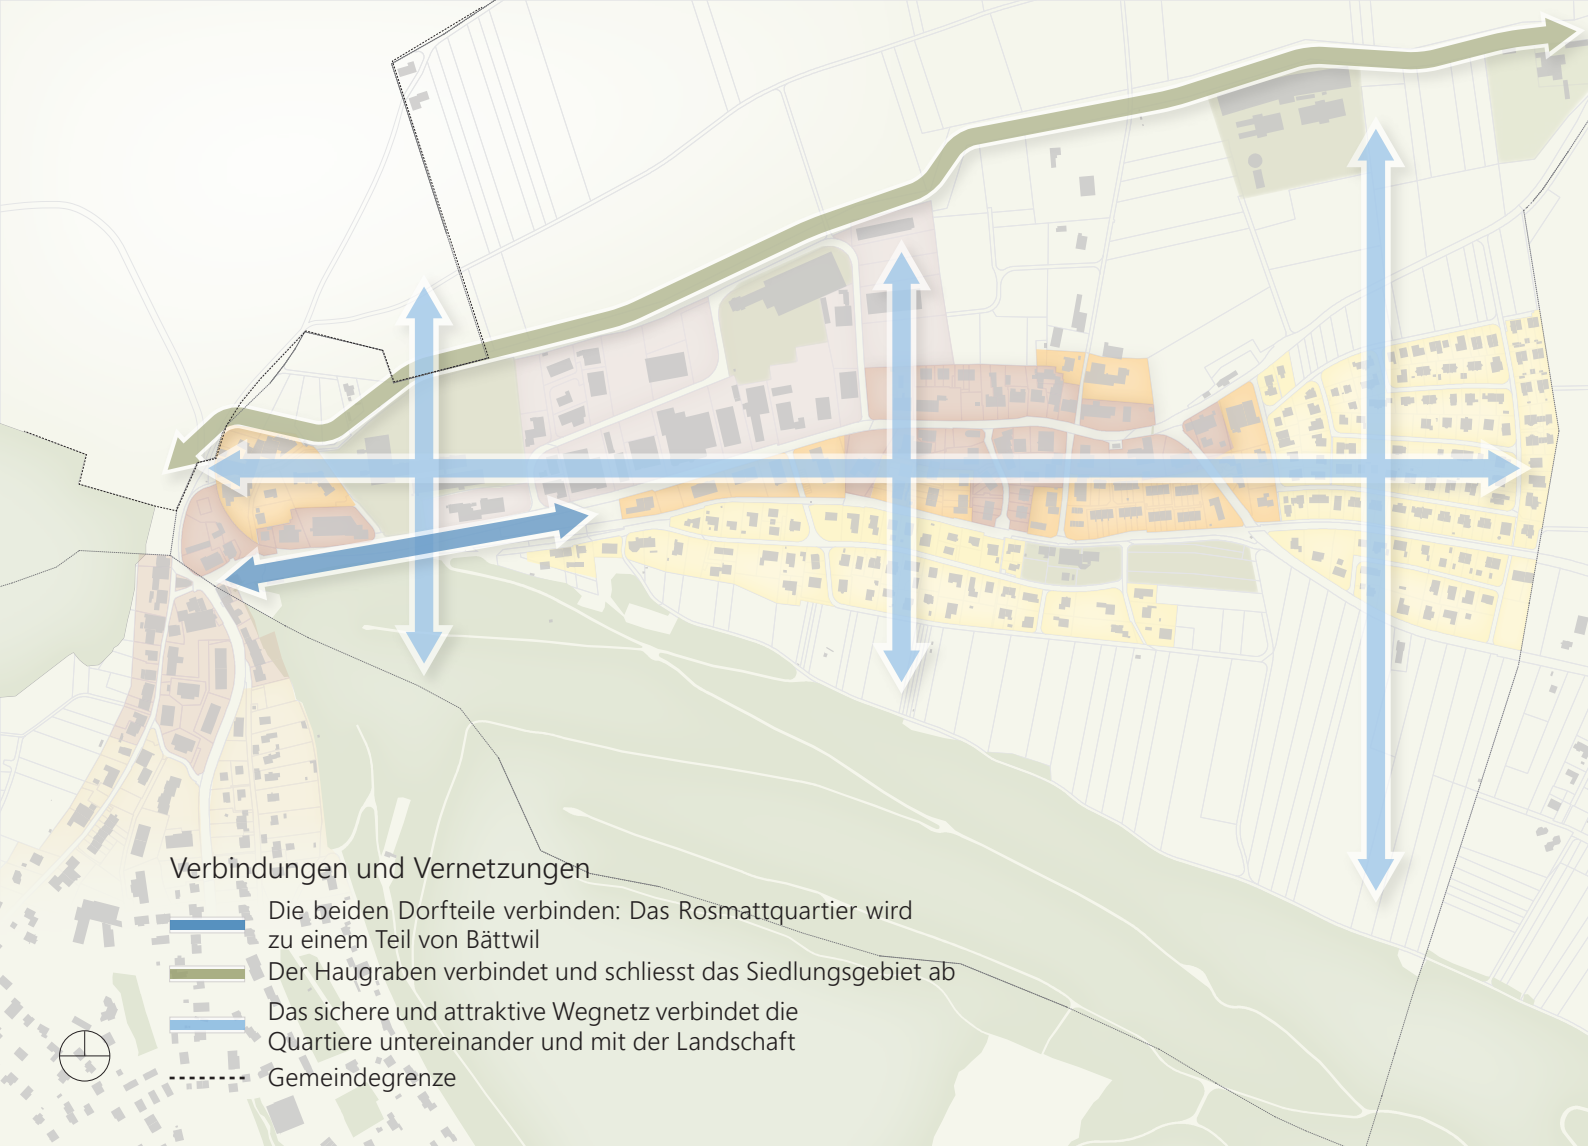 Verbindungen und Vernetzungen
Die beiden Dorfteile verbinden: Das Rosmattquartier wird
zu einem Teil von Bättwil
Der Haugraben verbindet und schliesst das Siedlungsgebiet ab
Das sichere und attraktive Wegnetz verbindet die
Quartiere untereinander und mit der Landschaft
Gemeindegrenze